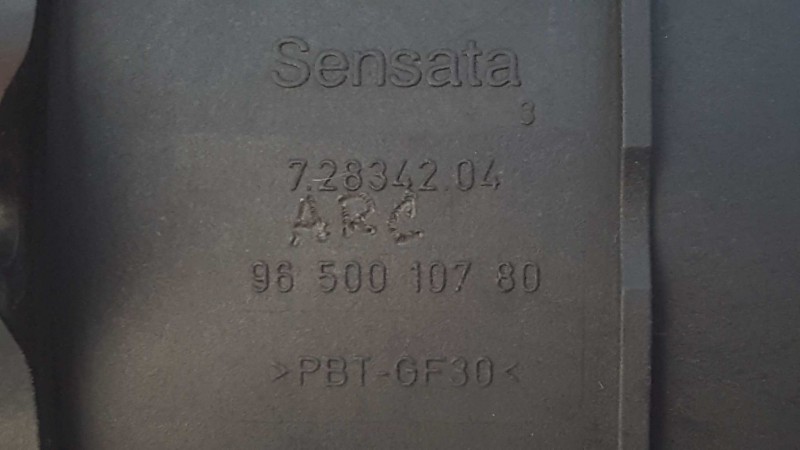 Sensata
3
7.28342.04
ARC
96 500 107 80
>PBT-GF30<